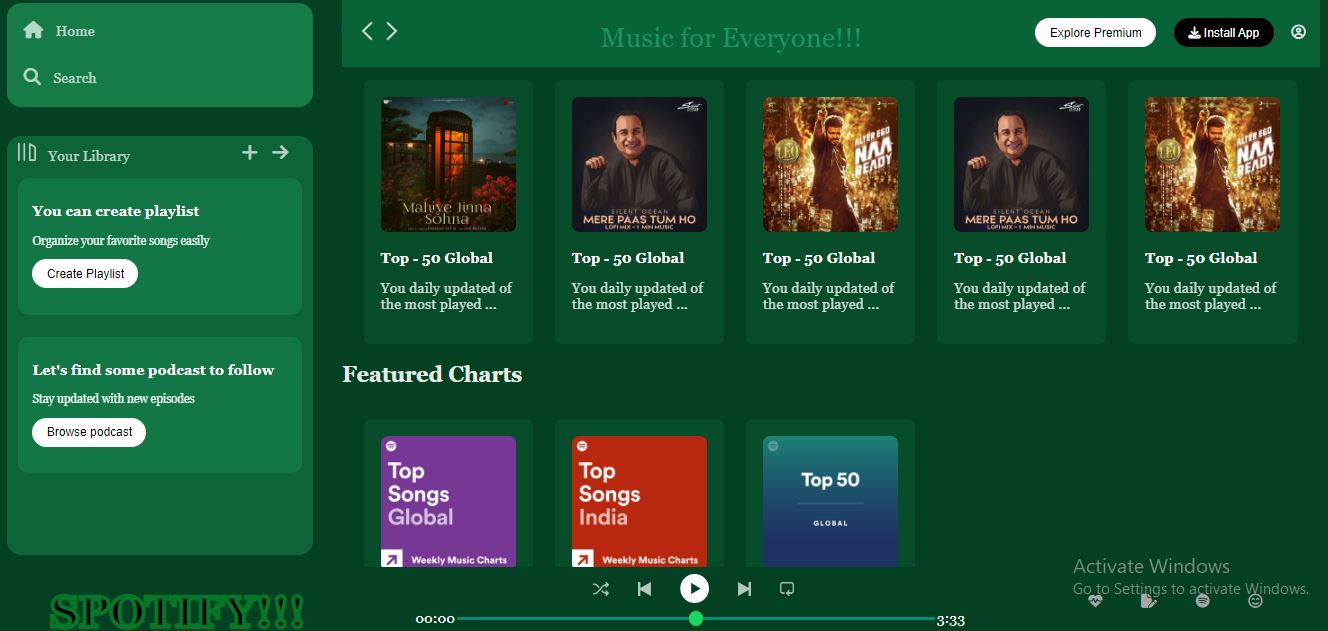 Home
Search
Your Library
You can create playlist
Organize your favorite songs easily
Create Playlist
Let's find some podcast to follow
Stay updated with new episodes
Browse podcast
SPOTIFY!!!
Music for Everyone!!!
Explore Premium
Install App
Mahiye Jinna
Sohna
Top - 50 Global
You daily updated of
the most played ...
SILENT OCEAN
MERE PAAS TUM HO
LOFI MIX - 1 MIN MUSIC
Top - 50 Global
You daily updated of
the most played ...
LEO
ALTER EGO
NAA
READY
Top - 50 Global
You daily updated of
the most played ...
SILENT OCEAN
MERE PAAS TUM HO
LOFI MIX - 1 MIN MUSIC
Top - 50 Global
You daily updated of
the most played ...
LEO
ALTER EGO
NAA
READY
Top - 50 Global
You daily updated of
the most played ...
Featured Charts
Top
Songs
Global
Weekly Music Charts
Top
Songs
India
Weekly Music Charts
Top 50
GLOBAL
Activate Windows
Go to Settings to activate Windows.
00:00
3:33